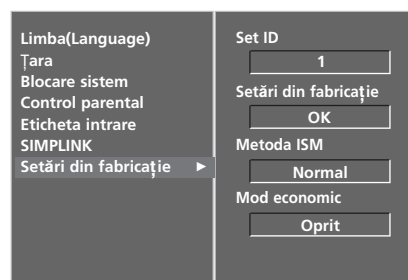 Limba(Language)
Țara
Blocare sistem
Control parental
Eticheta intrare
SIMPLINK
Setări din fabricație ►
Set ID
1
Setări din fabricație
OK
Metoda ISM
Normal
Mod economic
Oprit